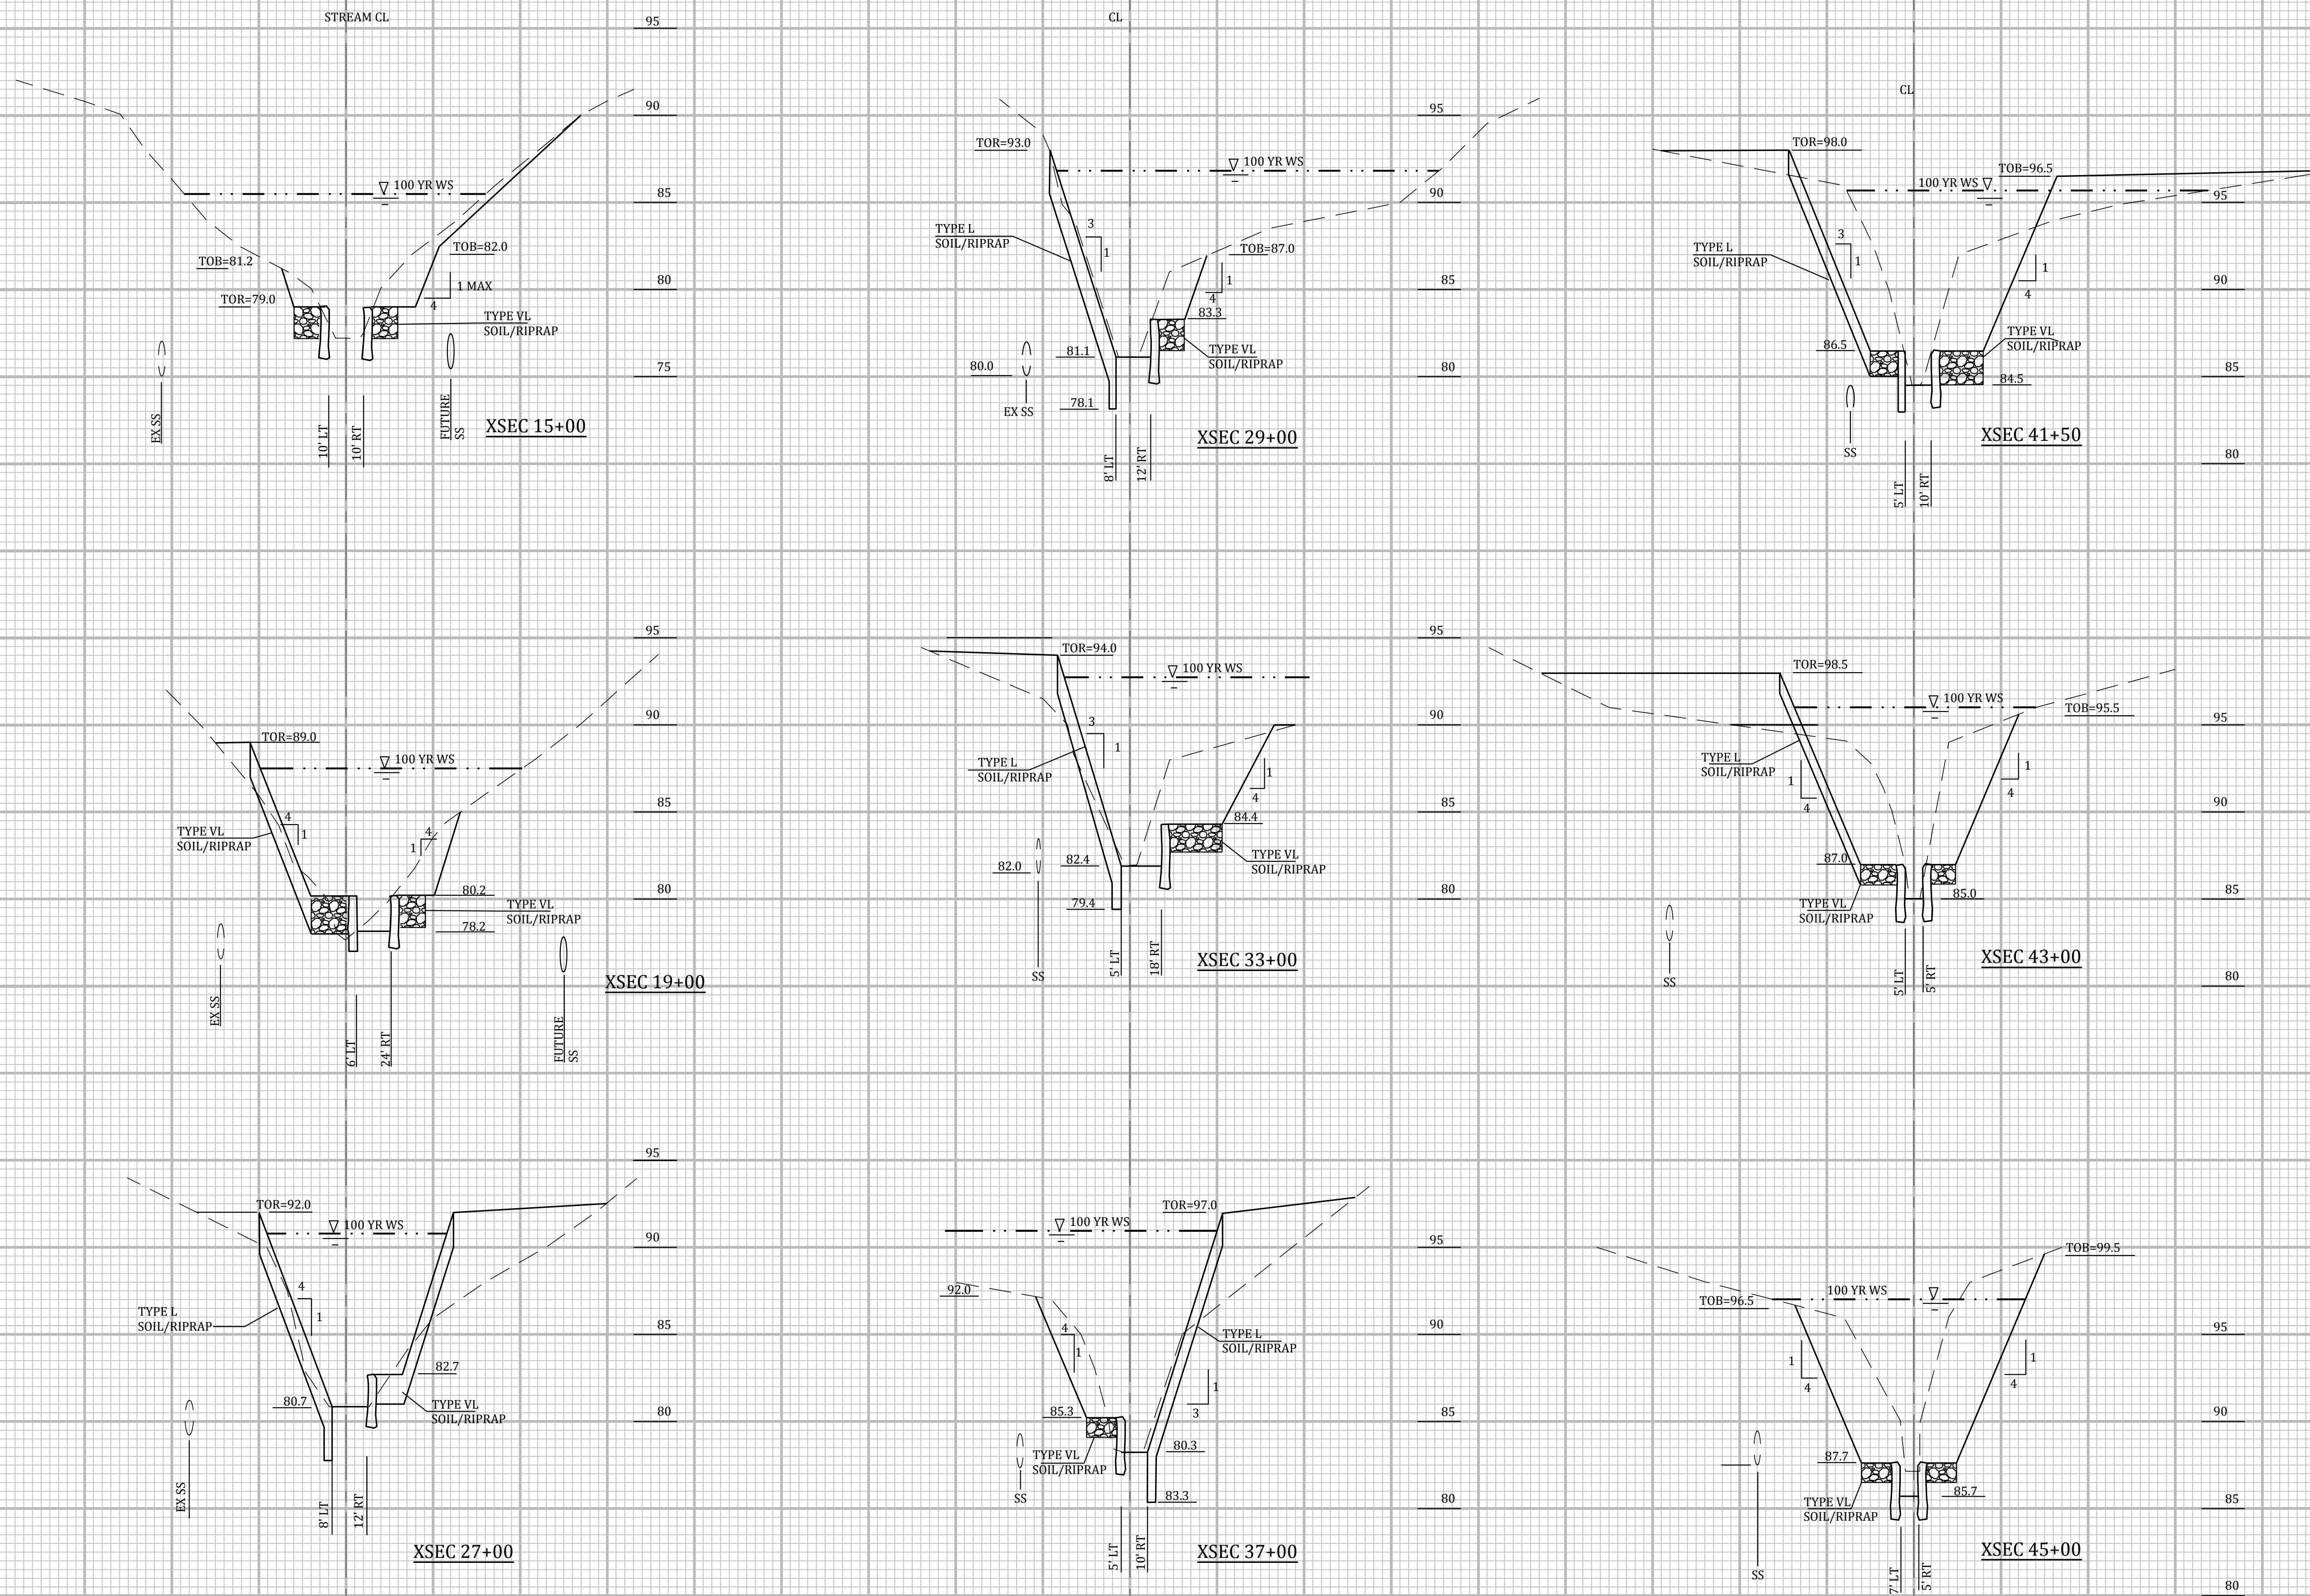 STREAM CL
95
90
85
80
75
100 YR WS
TOB=81.2
TOB=82.0
TOR=79.0
1 MAX
4
TYPE VL
SOIL/RIPRAP
EX SS
10' LT
10' RT
FUTURE
SS
XSEC 15+00
CL
95
90
85
80
TOR=93.0
100 YR WS
TYPE L
SOIL/RIPRAP
3
1
TOB=87.0
1
4
83.3
TYPE VL
SOIL/RIPRAP
81.1
80.0
78.1
EX SS
8' LT
12' RT
XSEC 29+00
CL
TOR=98.0
TOB=96.5
100 YR WS
95
90
85
80
3
1
TYPE L
SOIL/RIPRAP
1
4
TYPE VL
SOIL/RIPRAP
86.5
84.5
SS
5' LT
10' RT
XSEC 41+50
95
90
85
80
TOR=89.0
100 YR WS
4
1
TYPE VL
SOIL/RIPRAP
4
1
80.2
TYPE VL
SOIL/RIPRAP
78.2
EX SS
6' LT
24' RT
FUTURE
SS
XSEC 19+00
95
90
85
80
TOR=94.0
100 YR WS
3
1
TYPE L
SOIL/RIPRAP
1
4
84.4
TYPE VL
SOIL/RIPRAP
82.4
82.0
79.4
SS
5' LT
18' RT
XSEC 33+00
TOR=98.5
100 YR WS
TOB=95.5
95
90
85
80
TYPE L
SOIL/RIPRAP
1
4
1
4
87.0
TYPE VL
SOIL/RIPRAP
85.0
SS
5' LT
5' RT
XSEC 43+00
95
90
85
80
TOR=92.0
100 YR WS
4
1
TYPE L
SOIL/RIPRAP
82.7
80.7
TYPE VL
SOIL/RIPRAP
EX SS
8' LT
12' RT
XSEC 27+00
TOR=97.0
100 YR WS
95
90
85
80
92.0
4
1
TYPE L
SOIL/RIPRAP
1
3
85.3
80.3
TYPE VL
SOIL/RIPRAP
83.3
SS
5' LT
10' RT
XSEC 37+00
TOB=99.5
100 YR WS
TOB=96.5
95
90
85
80
1
4
1
4
87.7
85.7
TYPE VL
SOIL/RIPRAP
SS
7' LT
5' RT
XSEC 45+00